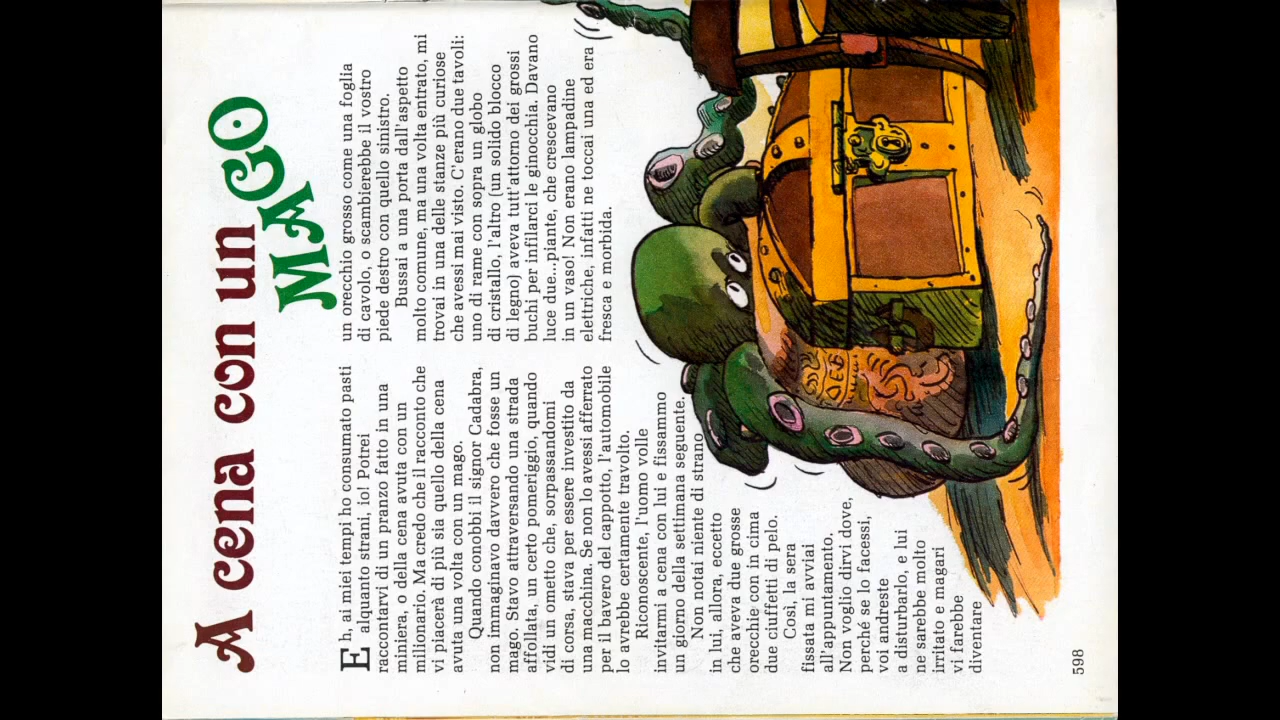 A cena con un
MAGO
Eh, ai miei tempi ho consumato pasti
alquanto strani, io! Potrei
raccontarvi di un pranzo fatto in una
miniera, o della cena avuta con un
milionario. Ma credo che il racconto che
vi piacerà di più sia quello della cena
avuta una volta con un mago.
Quando conobbi il signor Cadabra,
non immaginavo davvero che fosse un
mago. Stavo attraversando una strada
affollata, un certo pomeriggio, quando
vidi un ometto che, sorpassandomi
di corsa, stava per essere investito da
una macchina. Se non lo avessi afferrato
per il bavero del cappotto, l'automobile
lo avrebbe certamente travolto.
Riconoscente, l'uomo volle
invitarmi a cena con lui e fissammo
un giorno della settimana seguente.
Non notai niente di strano
in lui, allora, eccetto
che aveva due grosse
orecchie con in cima
due ciuffetti di pelo.
Così, la sera
fissata mi avviai
all'appuntamento.
Non voglio dirvi dove,
perché se lo facessi,
voi andreste
a disturbarlo, e lui
ne sarebbe molto
irritato e magari
vi farebbe
diventare
un orecchio grosso come una foglia
di cavolo, o scambierebbe il vostro
piede destro con quello sinistro.
Bussai a una porta dall'aspetto
molto comune, ma una volta entrato, mi
trovai in una delle stanze più curiose
che avessi mai visto. C'erano due tavoli:
uno di rame con sopra un globo
di cristallo, l'altro (un solido blocco
di legno) aveva tutt'attorno dei grossi
buchi per infilarci le ginocchia. Davano
luce due...piante, che crescevano
in un vaso! Non erano lampadine
elettriche, infatti ne toccai una ed era
fresca e morbida.
598